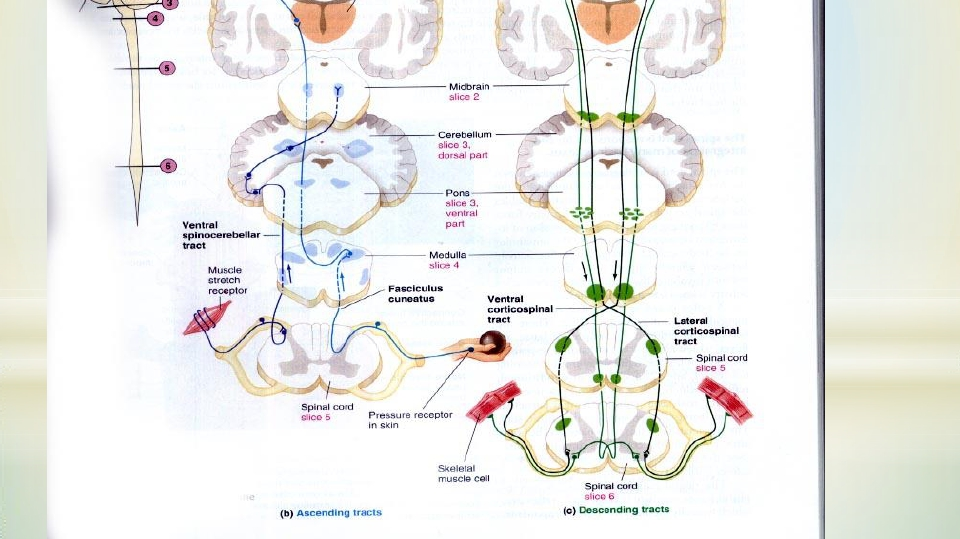 3
4
5
6
Midbrain
slice 2
Cerebellum
slice 3,
dorsal part
Pons
slice 3,
ventral
part
Ventral
spinocerebellar
tract
Medulla
slice 4
Muscle
stretch
receptor
Fasciculus
cuneatus
Ventral
corticospinal
tract
Lateral
corticospinal
tract
Spinal cord
slice 5
Spinal cord
slice 5
Pressure receptor
in skin
Skeletal
muscle cell
Spinal cord
slice 6
(b) Ascending tracts
(c) Descending tracts